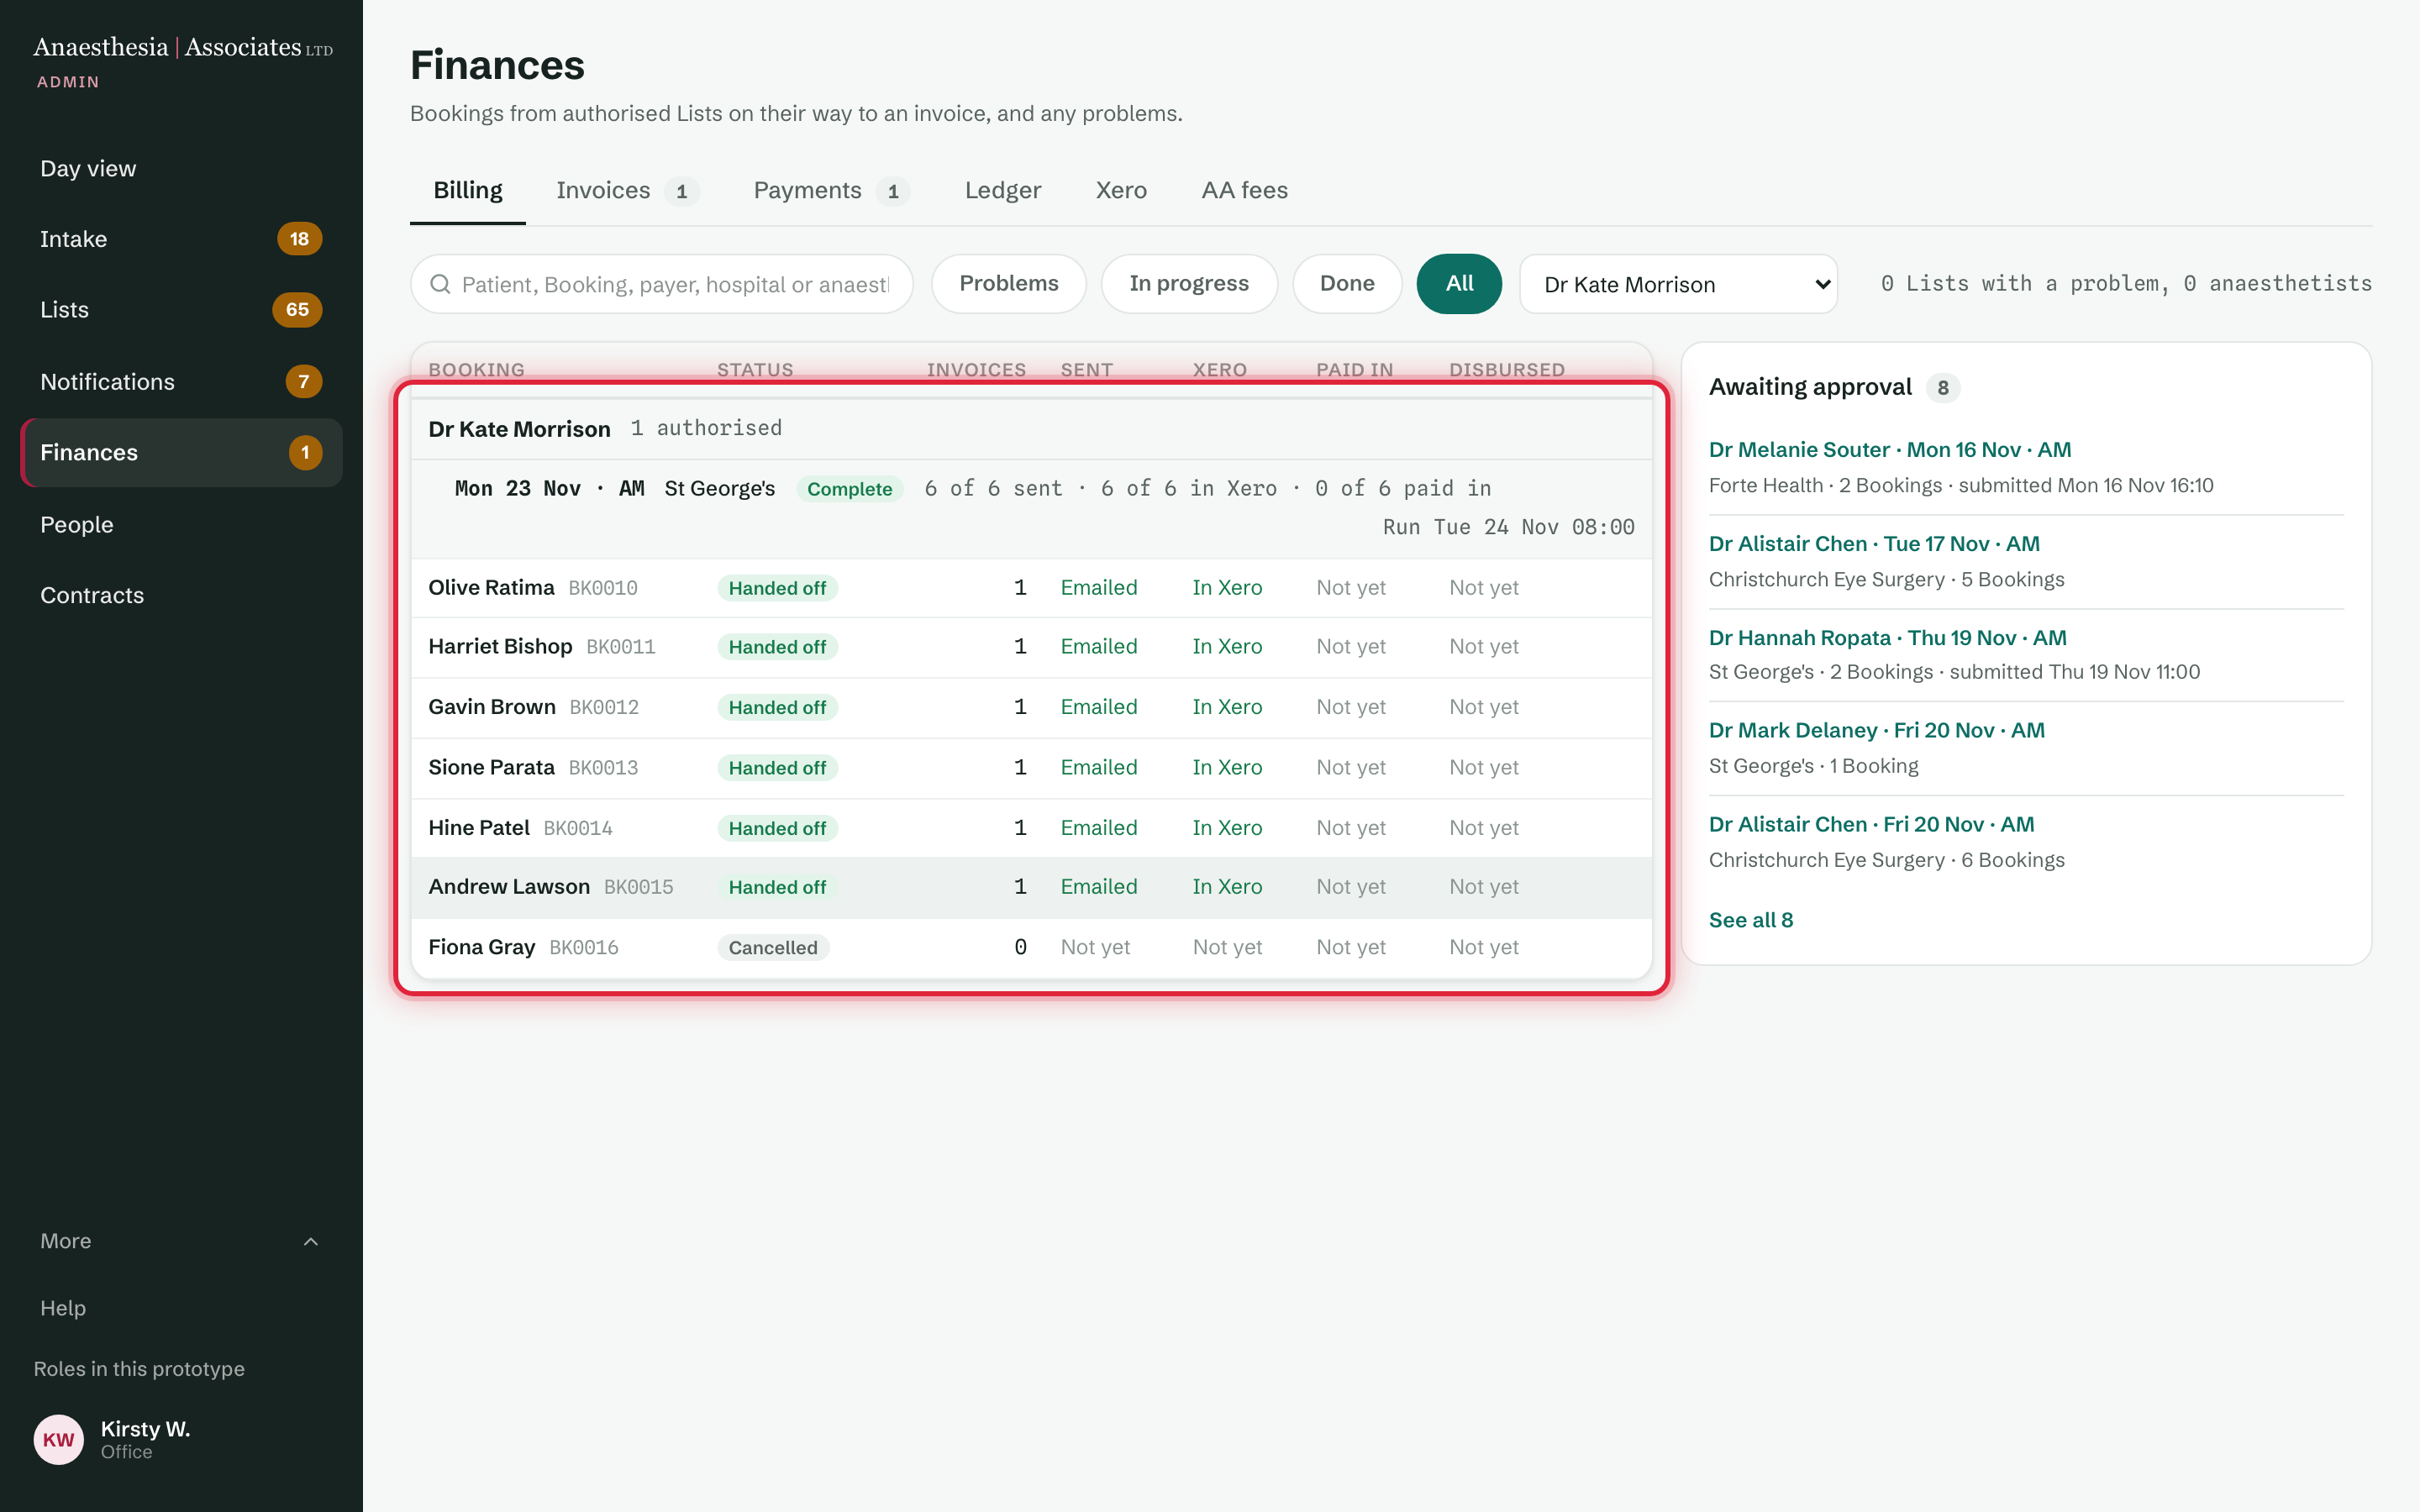 Anaesthesia | Associates LTD
ADMIN
Day view
Intake 18
Lists 65
Notifications 7
Finances 1
People
Contracts
More
Help
Roles in this prototype
KW
Kirsty W.
Office
Finances
Bookings from authorised Lists on their way to an invoice, and any problems.
Billing Invoices 1 Payments 1 Ledger Xero AA fees
Patient, Booking, payer, hospital or anaest
Problems In progress Done All Dr Kate Morrison 0 Lists with a problem, 0 anaesthetists
BOOKING STATUS INVOICES SENT XERO PAID IN DISBURSED
Dr Kate Morrison 1 authorised
Mon 23 Nov · AM St George's Complete 6 of 6 sent · 6 of 6 in Xero · 0 of 6 paid in
Run Tue 24 Nov 08:00
Olive Ratima BK0010 Handed off 1 Emailed In Xero Not yet Not yet
Harriet Bishop BK0011 Handed off 1 Emailed In Xero Not yet Not yet
Gavin Brown BK0012 Handed off 1 Emailed In Xero Not yet Not yet
Sione Parata BK0013 Handed off 1 Emailed In Xero Not yet Not yet
Hine Patel BK0014 Handed off 1 Emailed In Xero Not yet Not yet
Andrew Lawson BK0015 Handed off 1 Emailed In Xero Not yet Not yet
Fiona Gray BK0016 Cancelled 0 Not yet Not yet Not yet Not yet
Awaiting approval 8
Dr Melanie Souter · Mon 16 Nov · AM
Forte Health · 2 Bookings · submitted Mon 16 Nov 16:10
Dr Alistair Chen · Tue 17 Nov · AM
Christchurch Eye Surgery · 5 Bookings
Dr Hannah Ropata · Thu 19 Nov · AM
St George's · 2 Bookings · submitted Thu 19 Nov 11:00
Dr Mark Delaney · Fri 20 Nov · AM
St George's · 1 Booking
Dr Alistair Chen · Fri 20 Nov · AM
Christchurch Eye Surgery · 6 Bookings
See all 8